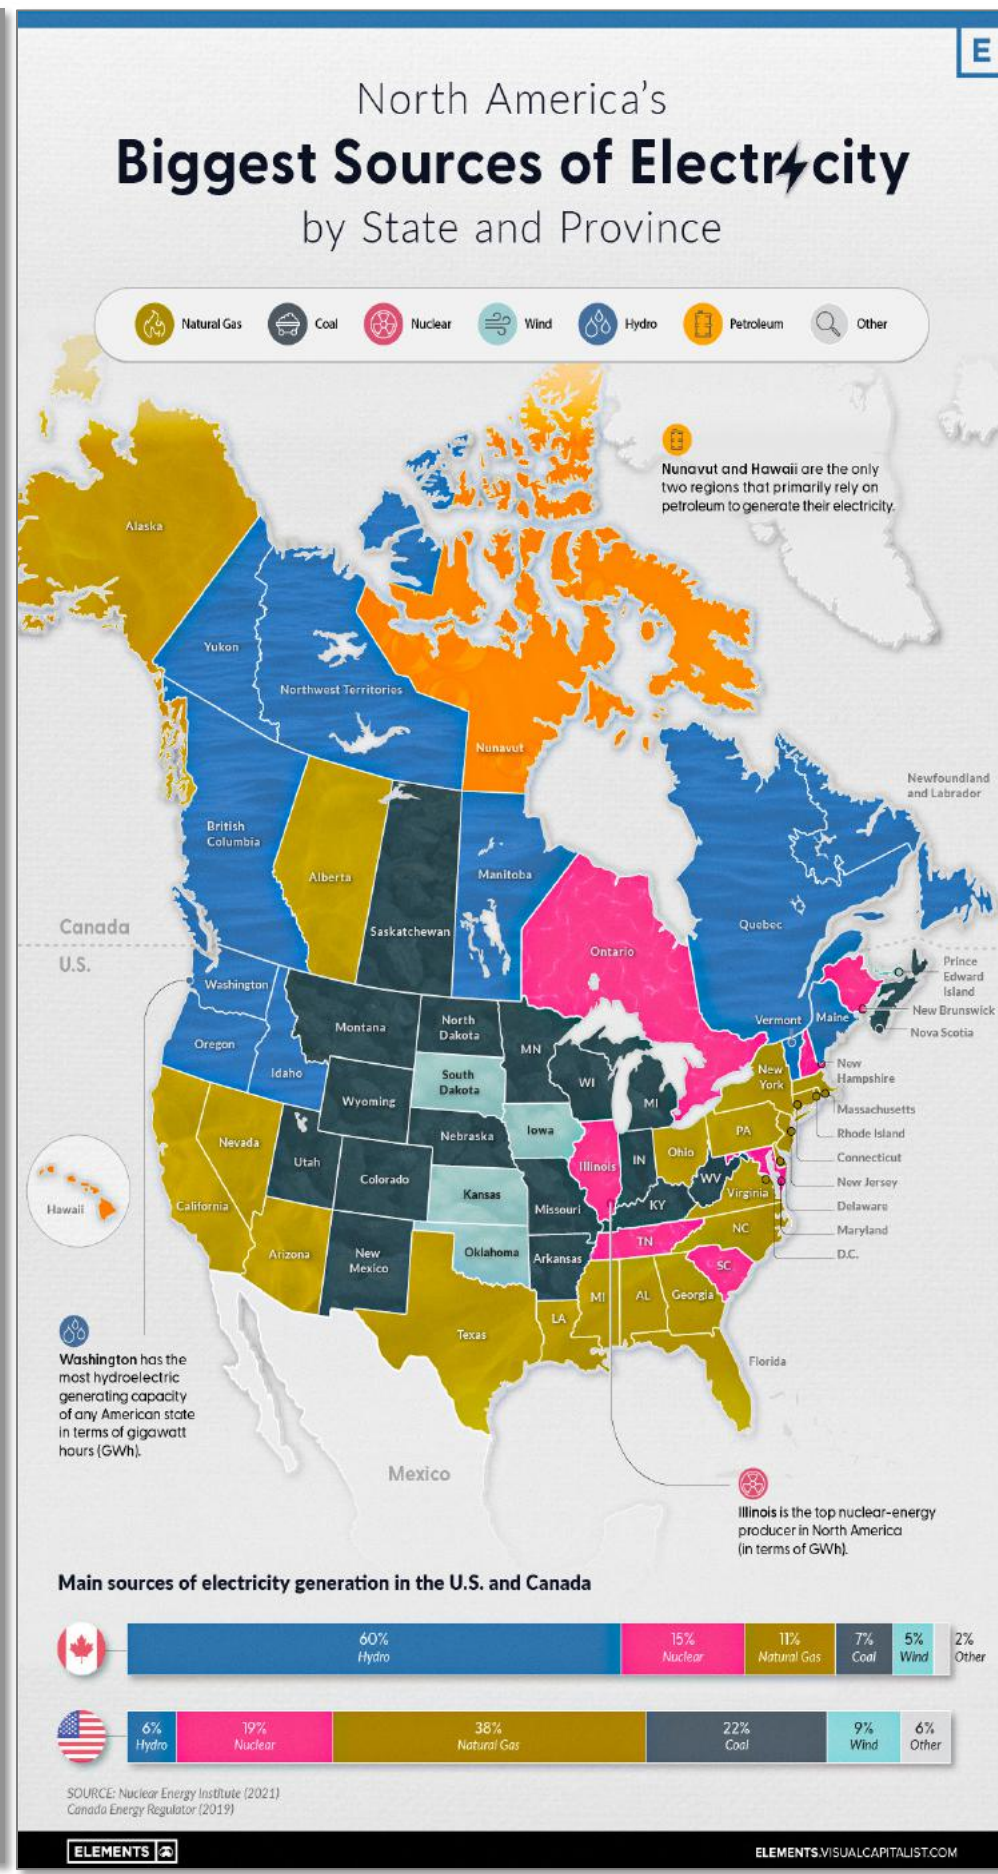 E
North America's
Biggest Sources of Electricity
by State and Province
Natural Gas
Coal
Nuclear
Wind
Hydro
Petroleum
Other
Nunavut and Hawaii are the only
two regions that primarily rely on
petroleum to generate their electricity.
Alaska
Yukon
Northwest Territories
Nunavut
Newfoundland
and Labrador
British
Columbia
Alberta
Manitoba
Saskatchewan
Quebec
Ontario
Canada
U.S.
Prince
Edward
Island
New Brunswick
Nova Scotia
Washington
Montana
North
Dakota
MN
Vermont
Maine
Oregon
Idaho
South
Dakota
WI
MI
New
York
New
Hampshire
Wyoming
Massachusetts
Nebraska
Iowa
PA
Rhode Island
Nevada
Utah
Colorado
Illinois
IN
Ohio
Connecticut
WV
New Jersey
Hawaii
California
Kansas
Missouri
KY
Virginia
Delaware
Maryland
D.C.
Arizona
New
Mexico
Oklahoma
Arkansas
TN
NC
SC
Texas
LA
MI
AL
Georgia
Florida
Washington has the
most hydroelectric
generating capacity
of any American state
in terms of gigawatt
hours (GWh).
Mexico
Illinois is the top nuclear-energy
producer in North America
(in terms of GWh).
Main sources of electricity generation in the U.S. and Canada
60%
Hydro
15%
Nuclear
11%
Natural Gas
7%
Coal
5%
Wind
2%
Other
6%
Hydro
19%
Nuclear
38%
Natural Gas
22%
Coal
9%
Wind
6%
Other
SOURCE: Nuclear Energy Institute (2021)
Canada Energy Regulator (2019)
ELEMENTS
ELEMENTS.VISUALCAPITALIST.COM